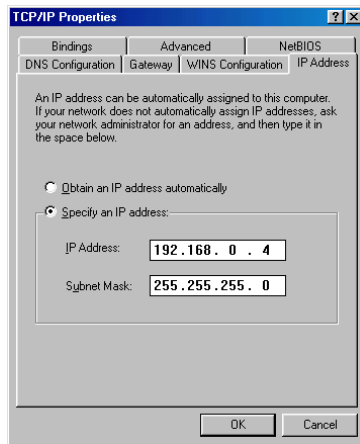 TCP/IP Properties
Bindings Advanced NetBIOS
DNS Configuration Gateway WINS Configuration IP Address
An IP address can be automatically assigned to this computer.
If your network does not automatically assign IP addresses, ask
your network administrator for an address, and then type it in
the space below.
Obtain an IP address automatically
Specify an IP address:
IP Address: 192.168. 0 . 4
Subnet Mask: 255.255.255. 0
OK Cancel